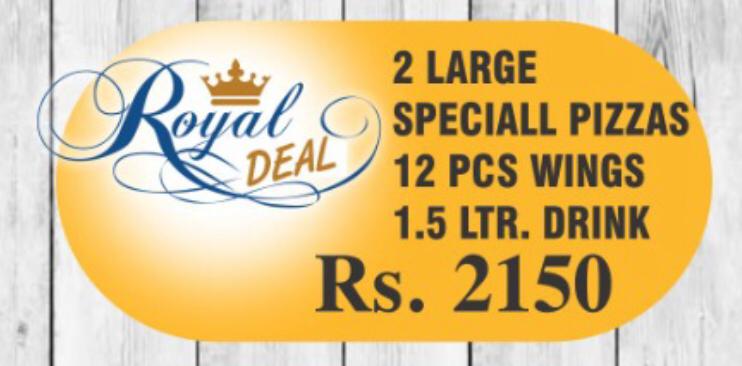 Royal
DEAL
2 LARGE
SPECIALL PIZZAS
12 PCS WINGS
1.5 LTR. DRINK
Rs. 2150